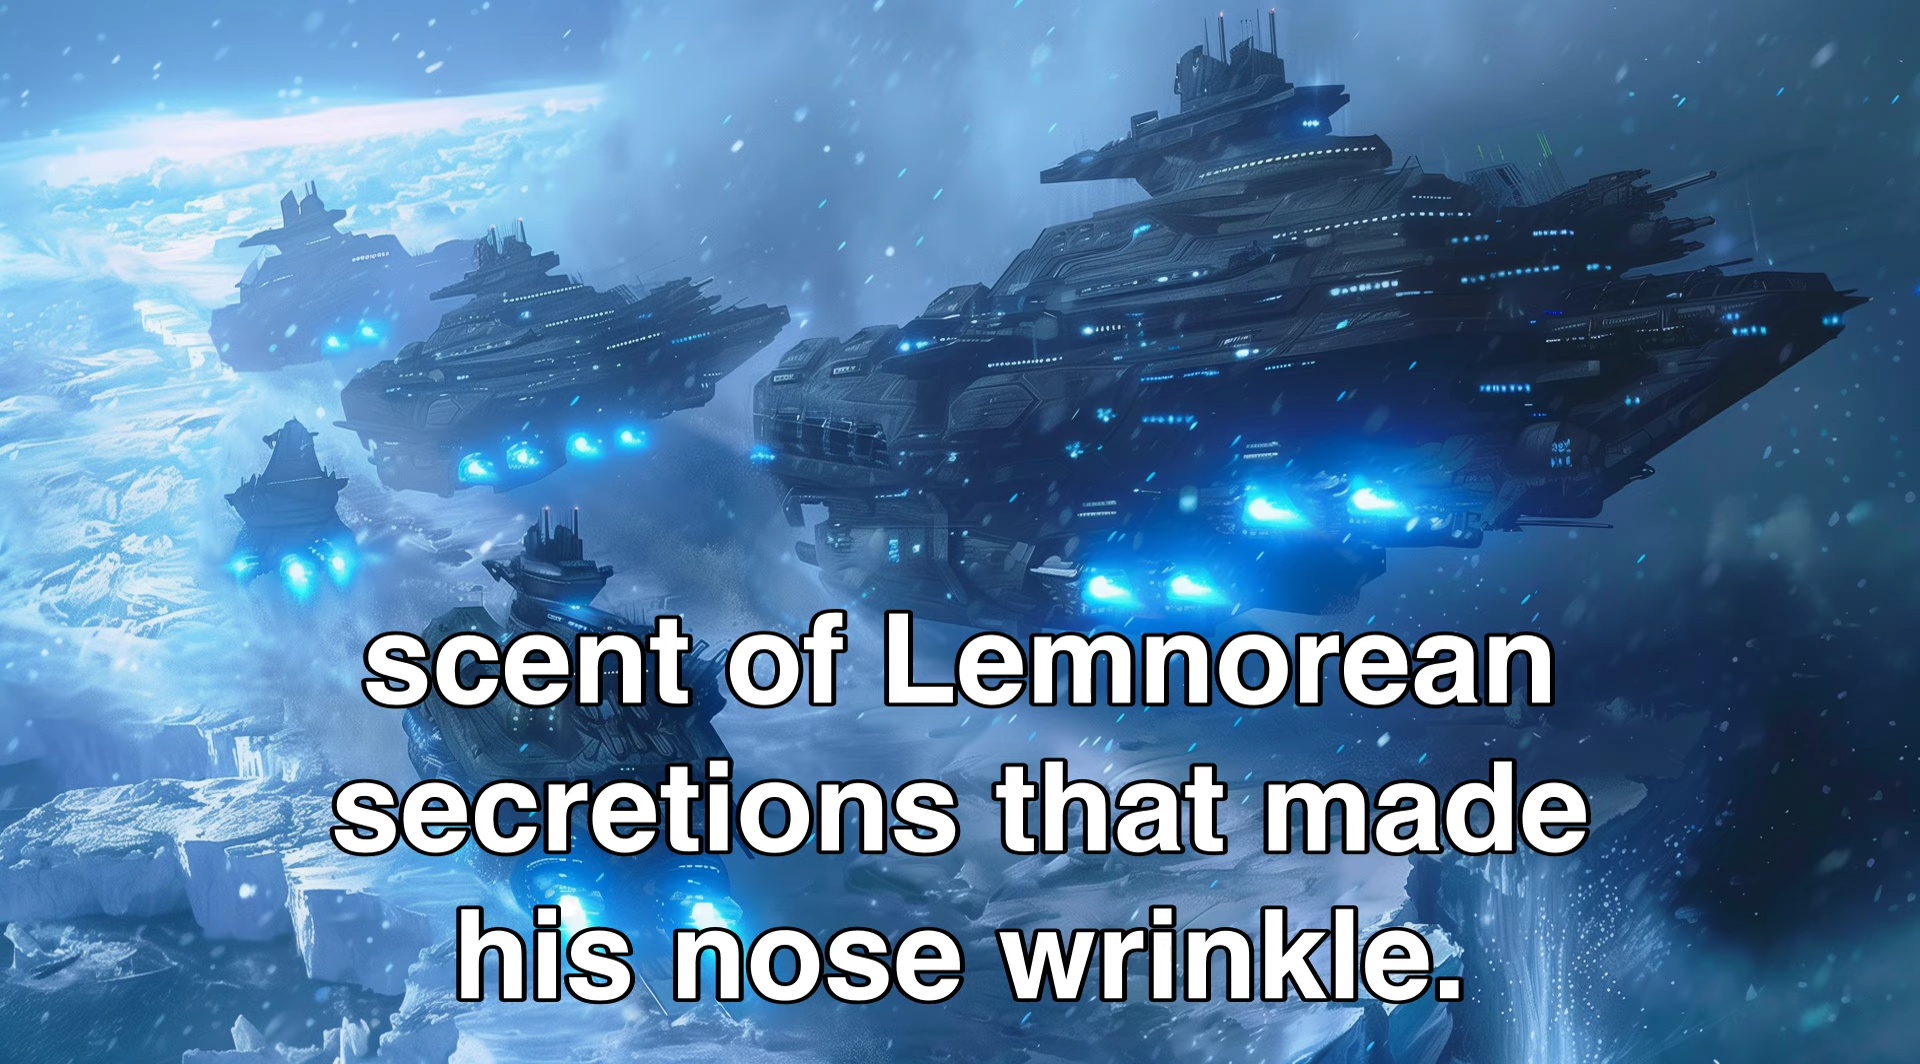 scent of Lemnorean
secretions that made
his nose wrinkle.